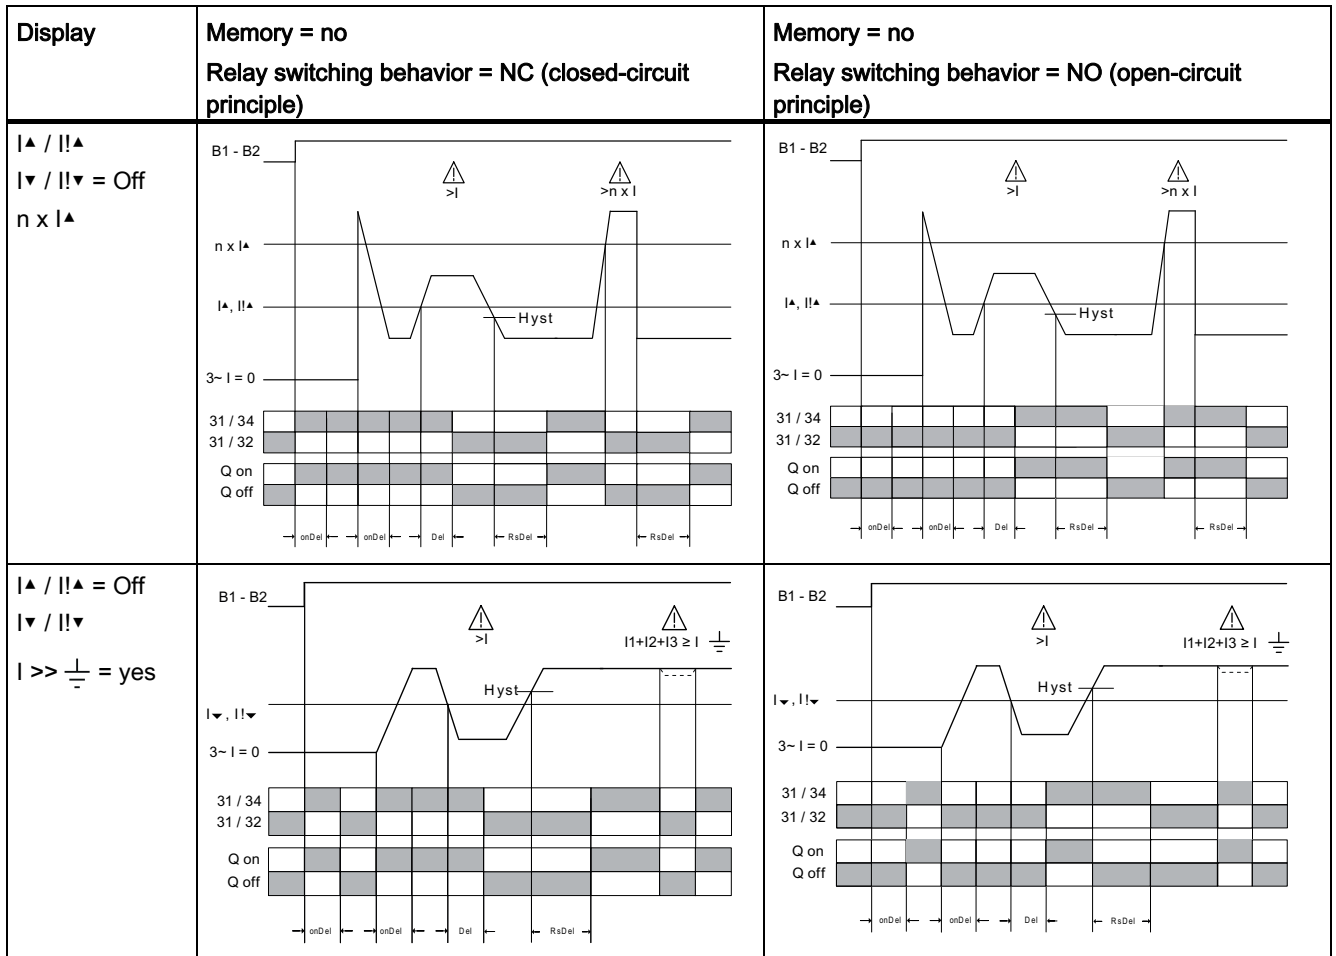 Display
Memory = no
Relay switching behavior = NC (closed-circuit
principle)
Memory = no
Relay switching behavior = NO (open-circuit
principle)
I▲ / I!▲
I▼ / I!▼ = Off
n x I▲
B1 - B2
>I
>n x I
n x I▲
I▲, I!▲
Hyst
3~ I = 0
31 / 34
31 / 32
Q on
Q off
onDel
onDel
Del
RsDel
RsDel
B1 - B2
>I
>n x I
n x I▲
I▲, I!▲
Hyst
3~ I = 0
31 / 34
31 / 32
Q on
Q off
onDel
onDel
Del
RsDel
RsDel
I▲ / I!▲ = Off
I▼ / I!▼
I >> ⏚ = yes
B1 - B2
>I
I1+I2+I3 ≥ I ⏚
Hyst
I▼, I!▼
3~ I = 0
31 / 34
31 / 32
Q on
Q off
onDel
onDel
Del
RsDel
B1 - B2
>I
I1+I2+I3 ≥ I ⏚
Hyst
I▼, I!▼
3~ I = 0
31 / 34
31 / 32
Q on
Q off
onDel
onDel
Del
RsDel